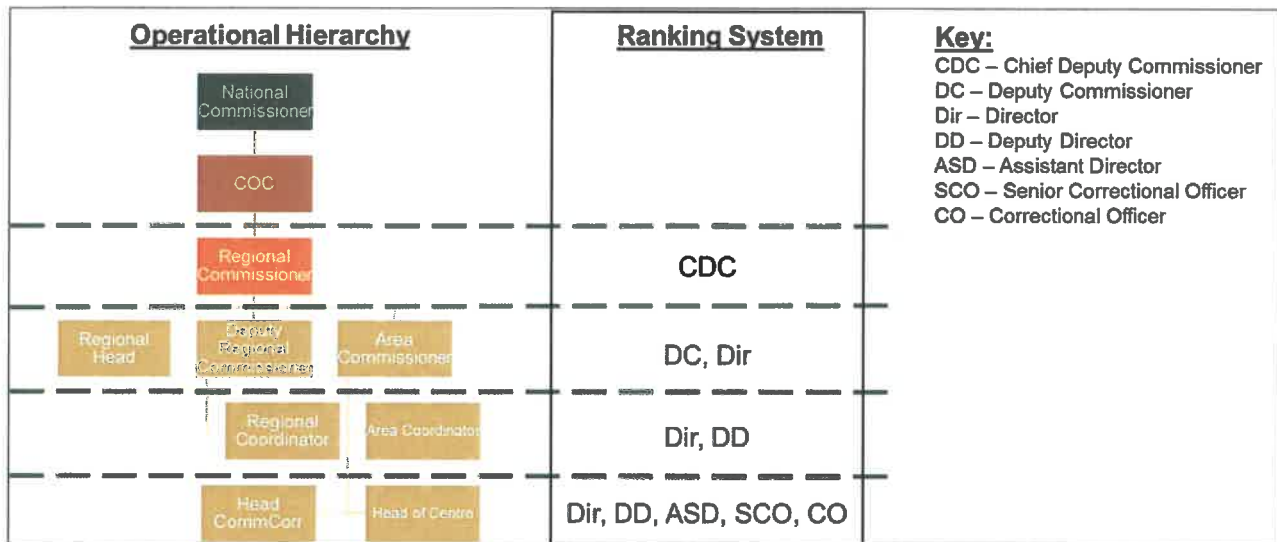 Operational Hierarchy
National
Commissioner
COC
Regional
Commissioner
Regional
Head
Deputy
Regional
Commissioner
Area
Commissioner
Regional
Coordinator
Area Coordinator
Head
CommCorr
Head of Centre
Ranking System
CDC
DC, Dir
Dir, DD
Dir, DD, ASD, SCO, CO
Key:
CDC – Chief Deputy Commissioner
DC – Deputy Commissioner
Dir – Director
DD – Deputy Director
ASD – Assistant Director
SCO – Senior Correctional Officer
CO – Correctional Officer